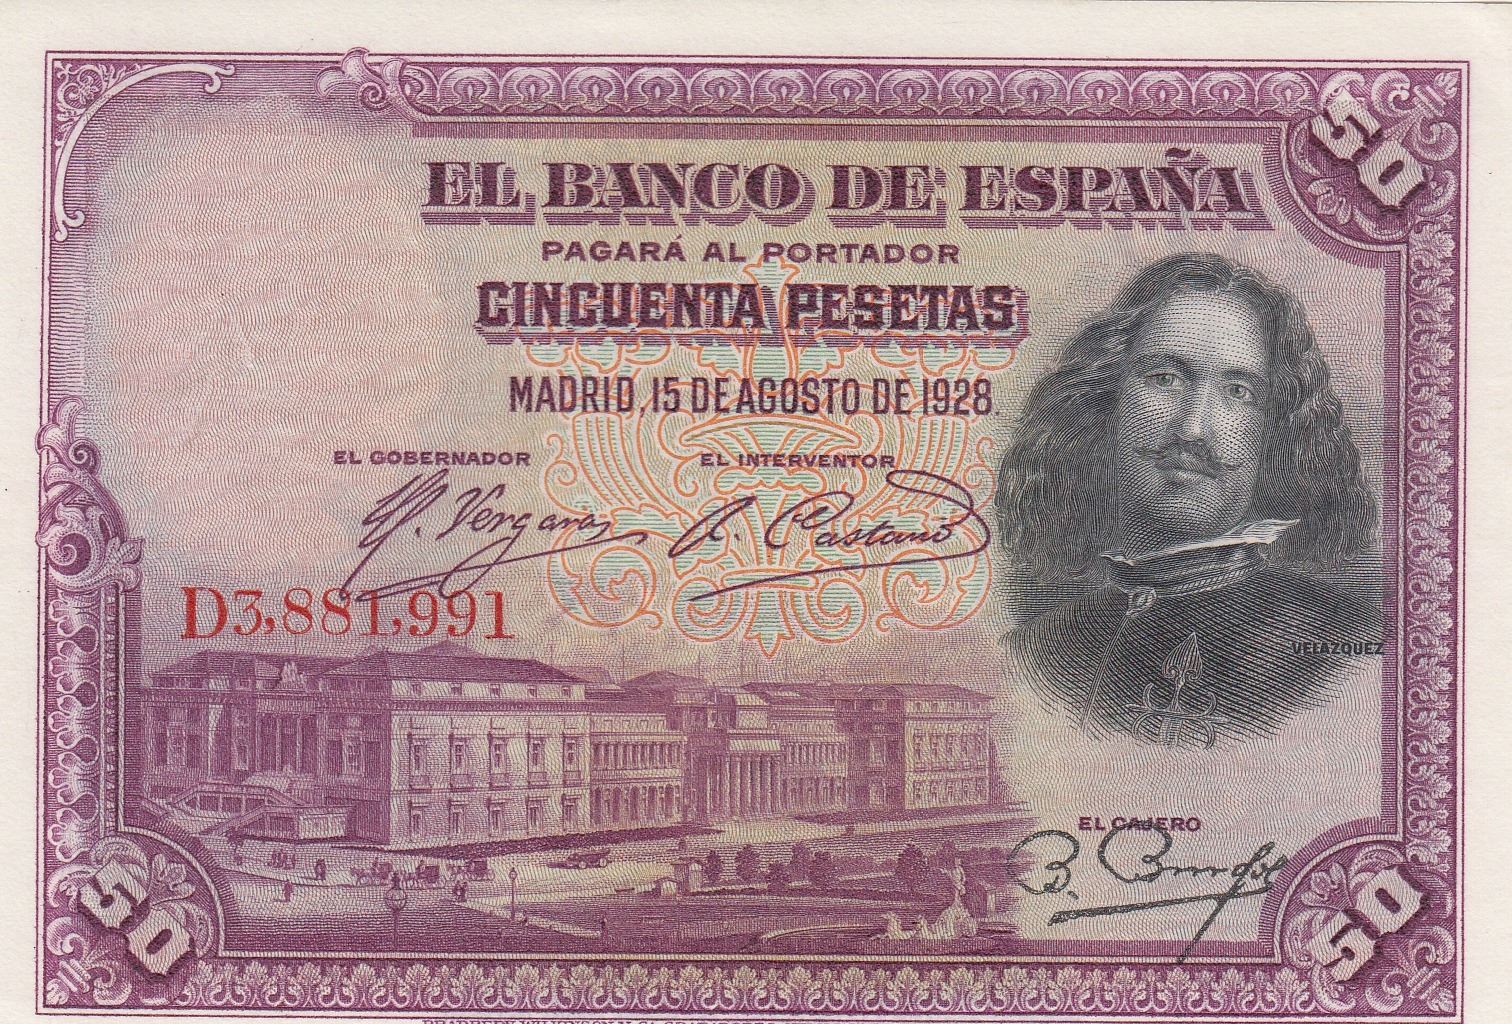 50
EL BANCO DE ESPAÑA
PAGARÁ AL PORTADOR
CINCUENTA PESETAS
MADRID, 15 DE AGOSTO DE 1928.
EL GOBERNADOR
EL INTERVENTOR
D3,881,991
VELAZQUEZ
EL CAJERO
50
50